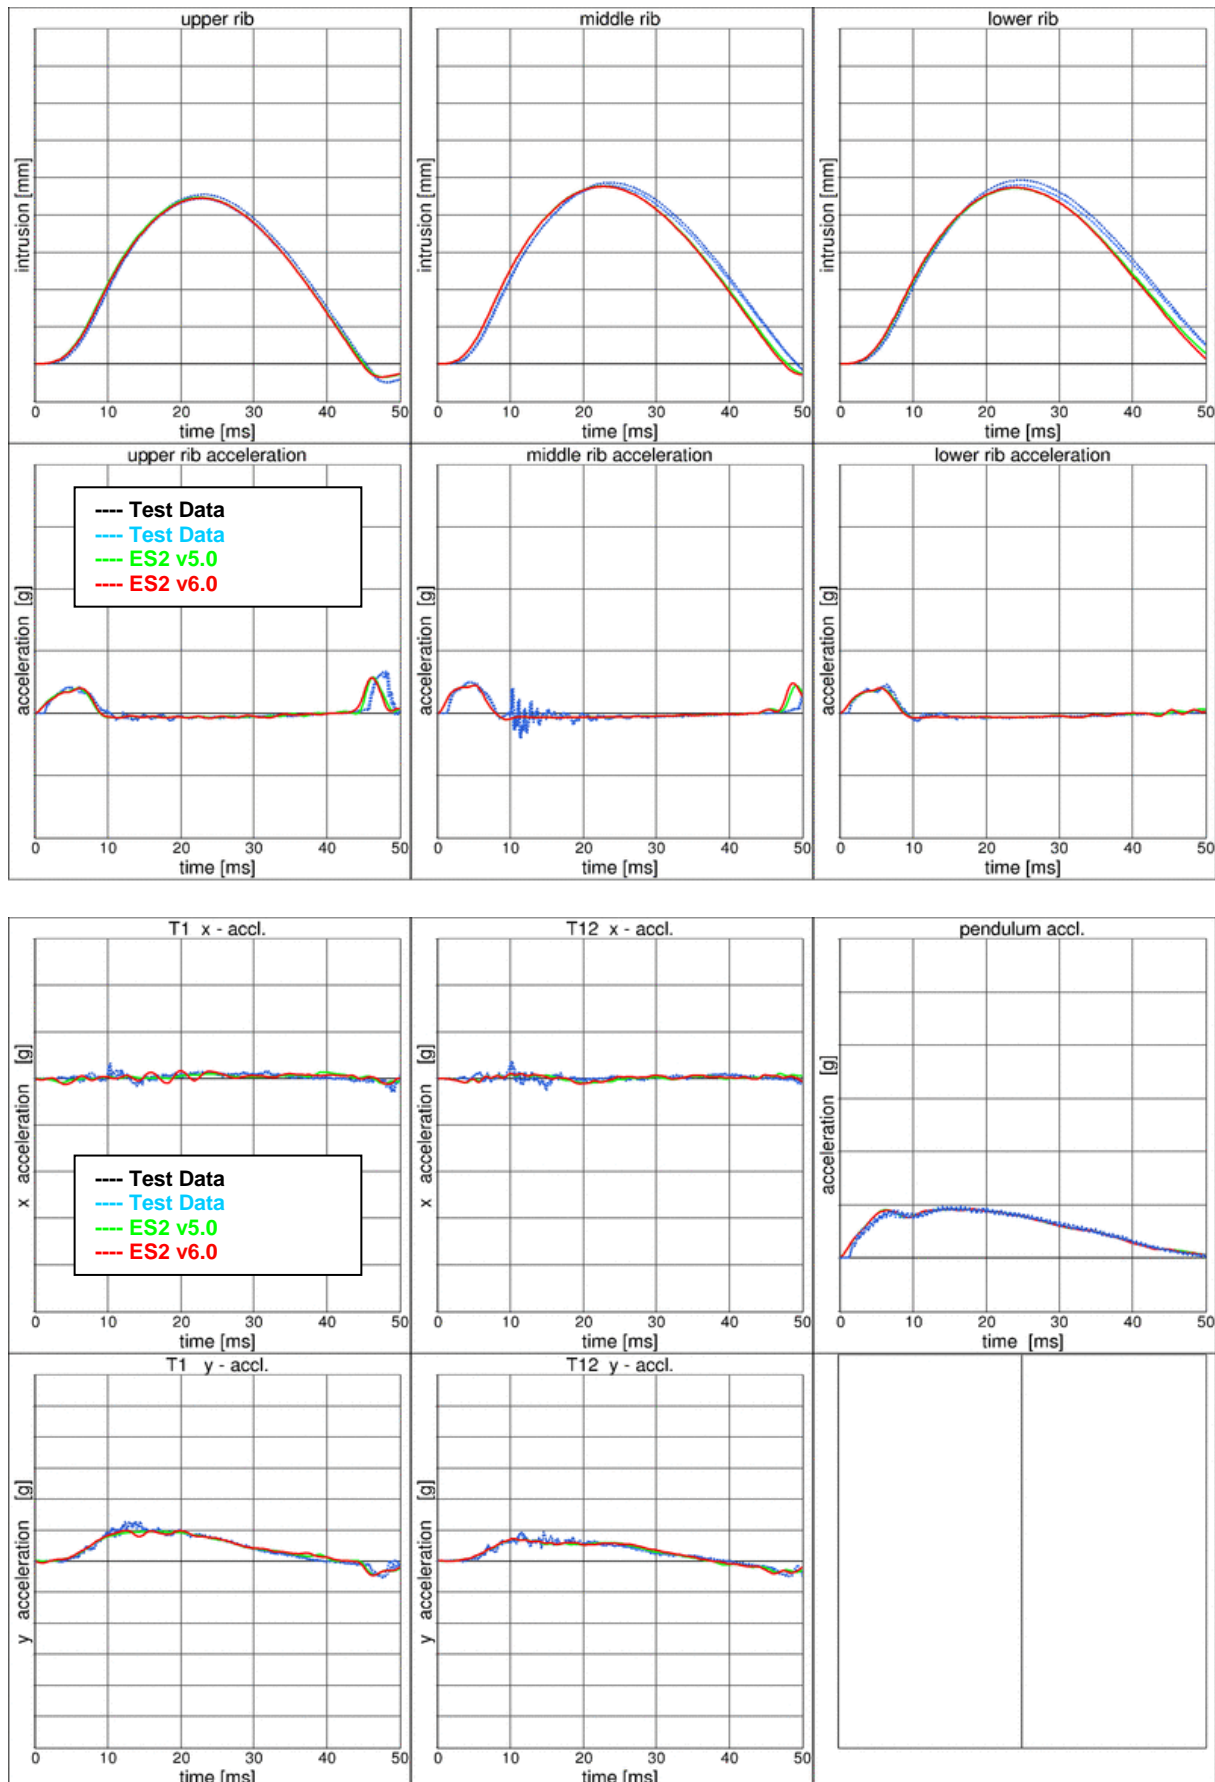 upper rib
middle rib
lower rib
intrusion [mm]
intrusion [mm]
intrusion [mm]
0 10 20 30 40 50
0 10 20 30 40 50
0 10 20 30 40 50
time [ms]
time [ms]
time [ms]
upper rib acceleration
middle rib acceleration
lower rib acceleration
---- Test Data
---- Test Data
---- ES2 v5.0
---- ES2 v6.0
acceleration [g]
acceleration [g]
acceleration [g]
0 10 20 30 40 50
0 10 20 30 40 50
0 10 20 30 40 50
time [ms]
time [ms]
time [ms]
T1 x - accl.
T12 x - accl.
pendulum accl.
x acceleration [g]
x acceleration [g]
acceleration [g]
---- Test Data
---- Test Data
---- ES2 v5.0
---- ES2 v6.0
0 10 20 30 40 50
0 10 20 30 40 50
0 10 20 30 40 50
time [ms]
time [ms]
time [ms]
T1 y - accl.
T12 y - accl.
y acceleration [g]
y acceleration [g]
0 10 20 30 40 50
0 10 20 30 40 50
time [ms]
time [ms]